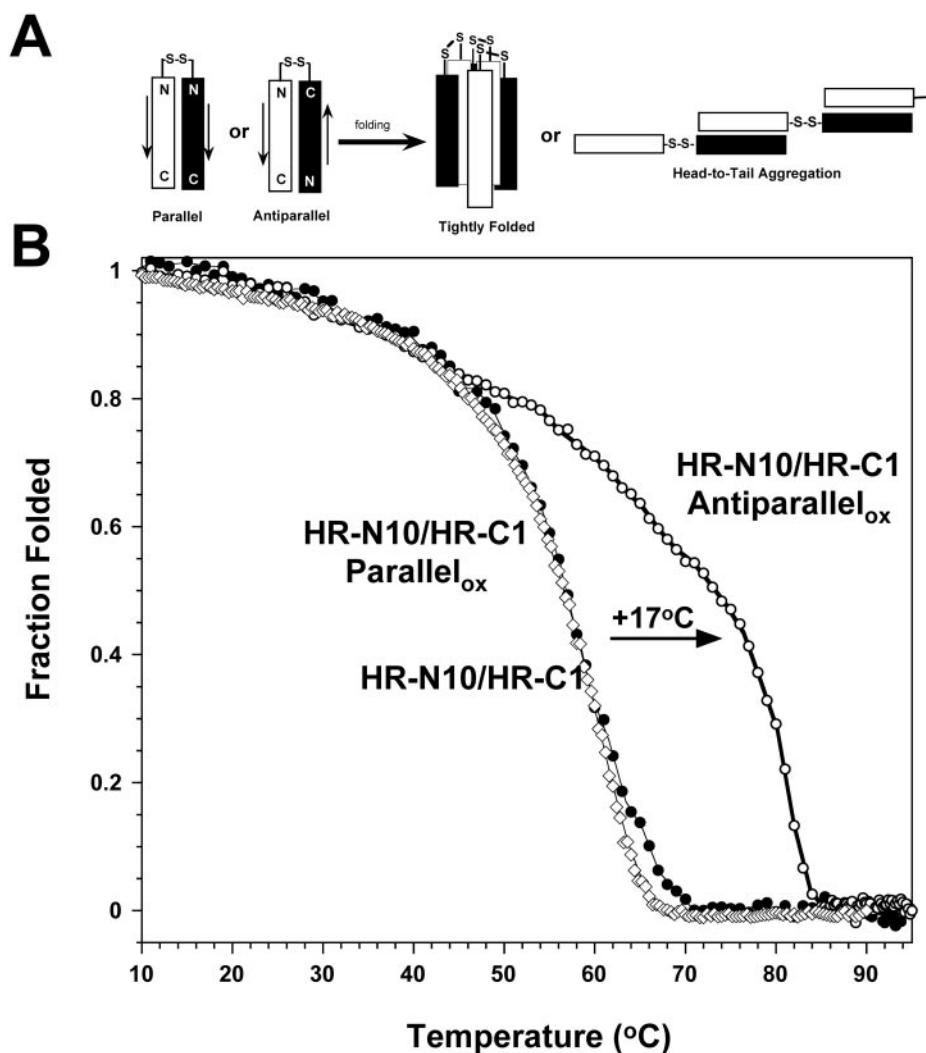 A
S-S
N N
C C
Parallel
or
S-S
N C
C N
Antiparallel
folding
S S-S S
S S
Tightly Folded
or
-S-S-
-S-S-
Head-to-Tail Aggregation
B
1
0.8
0.6
0.4
0.2
0
Fraction Folded
HR-N10/HR-C1
Antiparallelox
HR-N10/HR-C1
Parallelox
+17oC
HR-N10/HR-C1
10 20 30 40 50 60 70 80 90
Temperature (oC)